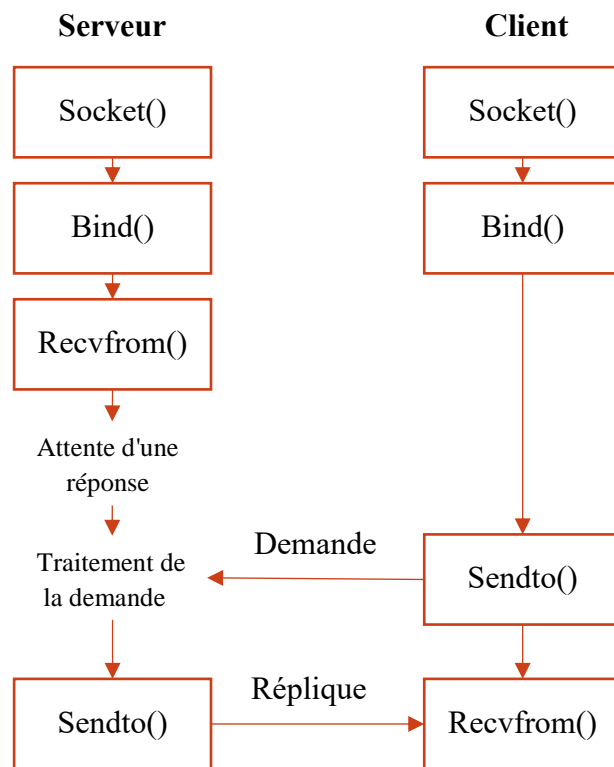 Serveur
Client
Socket()
Socket()
Bind()
Bind()
Recvfrom()
Attente d'une
réponse
Demande
Traitement de
la demande
Sendto()
Réplique
Sendto()
Recvfrom()